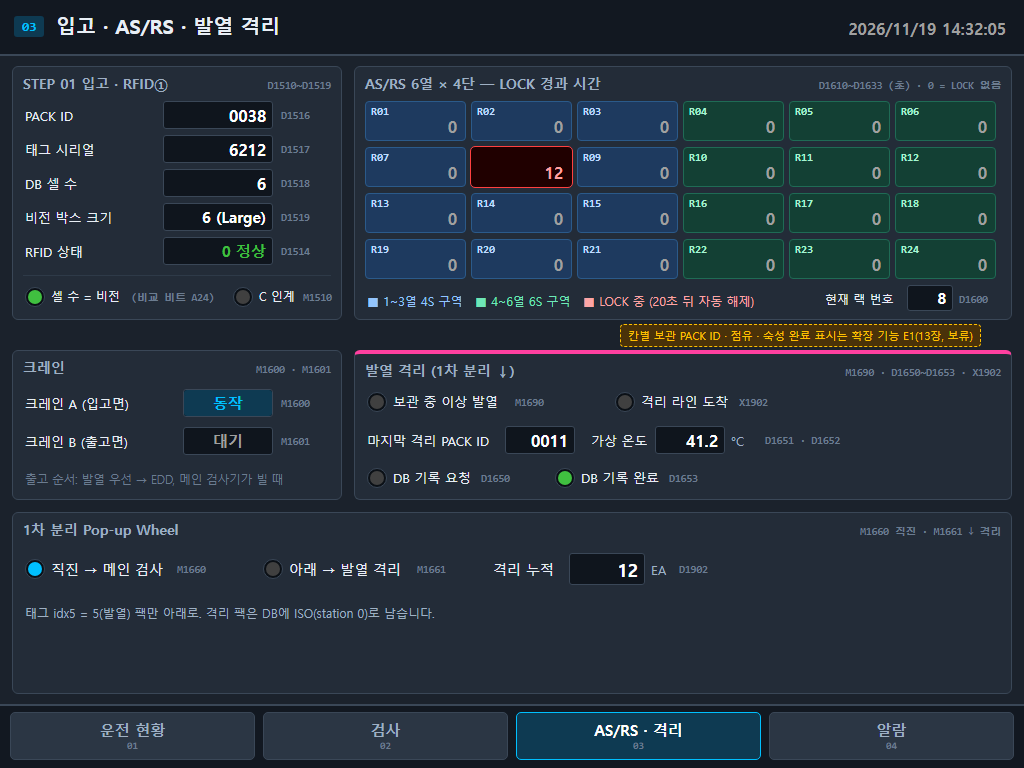 03 입고 · AS/RS · 발열 격리
2026/11/19 14:32:05
STEP 01 입고 · RFID① D1510~D1519
PACK ID 0038 D1516
태그 시리얼 6212 D1517
DB 셀 수 6 D1518
비전 박스 크기 6 (Large) D1519
RFID 상태 0 정상 D1514
셀 수 = 비전 (비교 비트 A24) C 인계 M1510
AS/RS 6열 × 4단 — LOCK 경과 시간 D1610~D1633 (초) · 0 = LOCK 없음
R01 0 R02 0 R03 0 R04 0 R05 0 R06 0
R07 0 12 R09 0 R10 0 R11 0 R12 0
R13 0 R14 0 R15 0 R16 0 R17 0 R18 0
R19 0 R20 0 R21 0 R22 0 R23 0 R24 0
1~3열 4S 구역 4~6열 6S 구역 LOCK 중 (20초 뒤 자동 해제) 현재 랙 번호 8 D1600
칸별 보관 PACK ID · 점유 · 숙성 완료 표시는 확장 기능 E1(13장, 보류)
크레인 M1600 · M1601
크레인 A (입고면) 동작 M1600
크레인 B (출고면) 대기 M1601
출고 순서: 발열 우선 → EDD, 메인 검사기가 빌 때
발열 격리 (1차 분리 ↓) M1690 · D1650~D1653 · X1902
보관 중 이상 발열 M1690 격리 라인 도착 X1902
마지막 격리 PACK ID 0011 가상 온도 41.2 °C D1651 · D1652
DB 기록 요청 D1650 DB 기록 완료 D1653
1차 분리 Pop-up Wheel M1660 직진 · M1661 ↓ 격리
직진 → 메인 검사 M1660 아래 → 발열 격리 M1661 격리 누적 12 EA D1902
태그 idx5 = 5(발열) 팩만 아래로. 격리 팩은 DB에 ISO(station 0)로 남습니다.
운전 현황 검사 AS/RS · 격리 알람
01 02 03 04